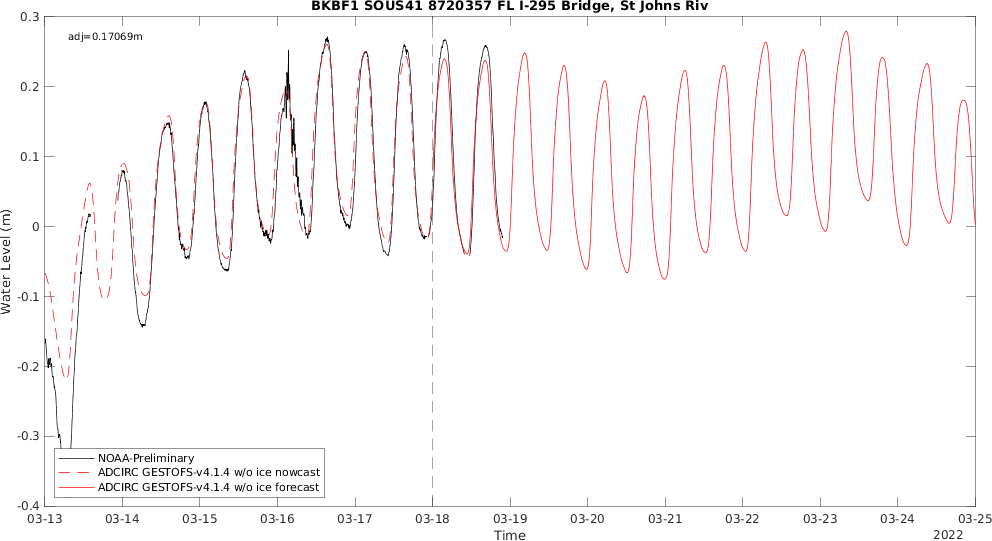 BKBF1 SOUS41 8720357 FL I-295 Bridge, St Johns Riv
adj=0.17069m
0.3
0.2
0.1
0
-0.1
-0.2
-0.3
-0.4
Water Level (m)
NOAA-Preliminary
ADCIRC GESTOFS-v4.1.4 w/o ice nowcast
ADCIRC GESTOFS-v4.1.4 w/o ice forecast
03-13 03-14 03-15 03-16 03-17 03-18 03-19 03-20 03-21 03-22 03-23 03-24 03-25
Time
2022